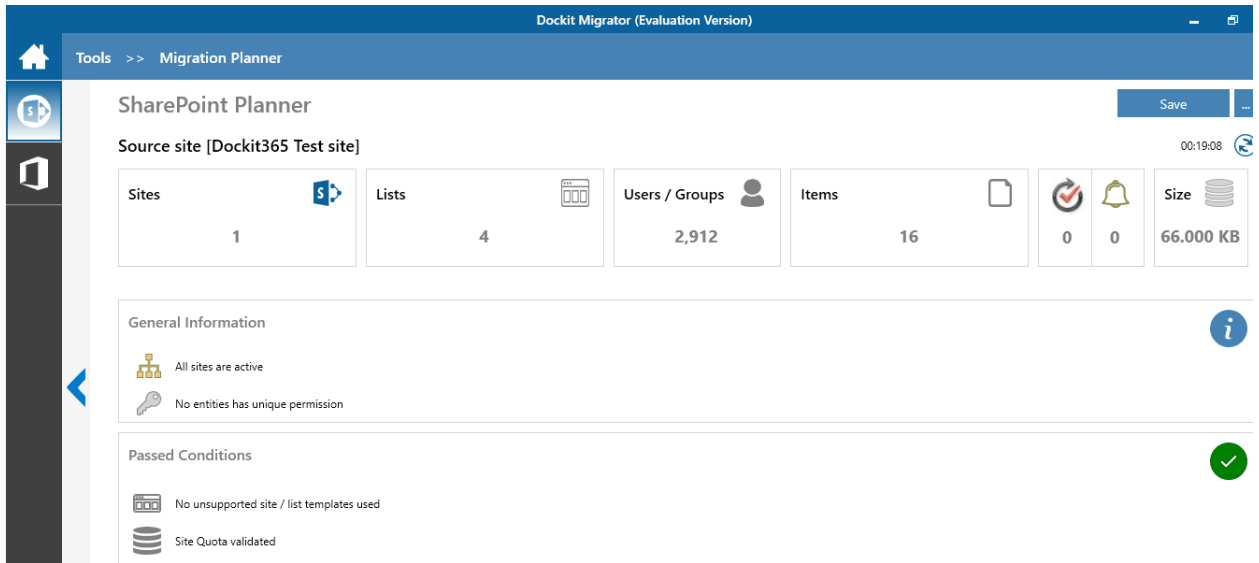 Dockit Migrator (Evaluation Version)
Tools >> Migration Planner
SharePoint Planner
Save
...
Source site [Dockit365 Test site]
00:19:08
Sites
1
Lists
4
Users / Groups
2,912
Items
16
0
0
Size
66.000 KB
General Information
All sites are active
No entities has unique permission
Passed Conditions
No unsupported site / list templates used
Site Quota validated